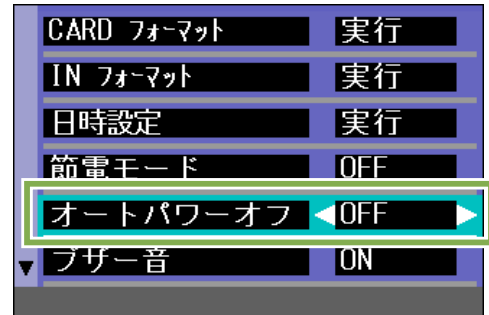 CARD フォーマット 実行
IN フォーマット 実行
日時設定 実行
節電モード OFF
オートパワーオフ OFF
ブザー音 ON